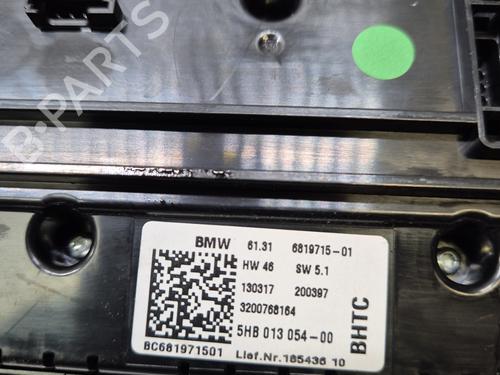 B-PARTS
BMW 61.31 6819715-01
HW 46 SW 5.1
130317 200397
3200768164
5HB 013 054-00
BC681971501 Lief.Nr.185436 10
BHTC